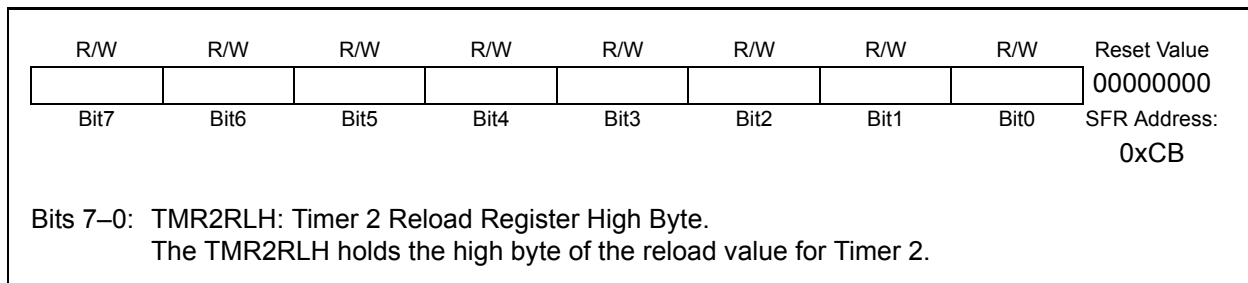 R/W R/W R/W R/W R/W R/W R/W R/W Reset Value
00000000
Bit7 Bit6 Bit5 Bit4 Bit3 Bit2 Bit1 Bit0 SFR Address:
0xCB
Bits 7–0: TMR2RLH: Timer 2 Reload Register High Byte.
The TMR2RLH holds the high byte of the reload value for Timer 2.